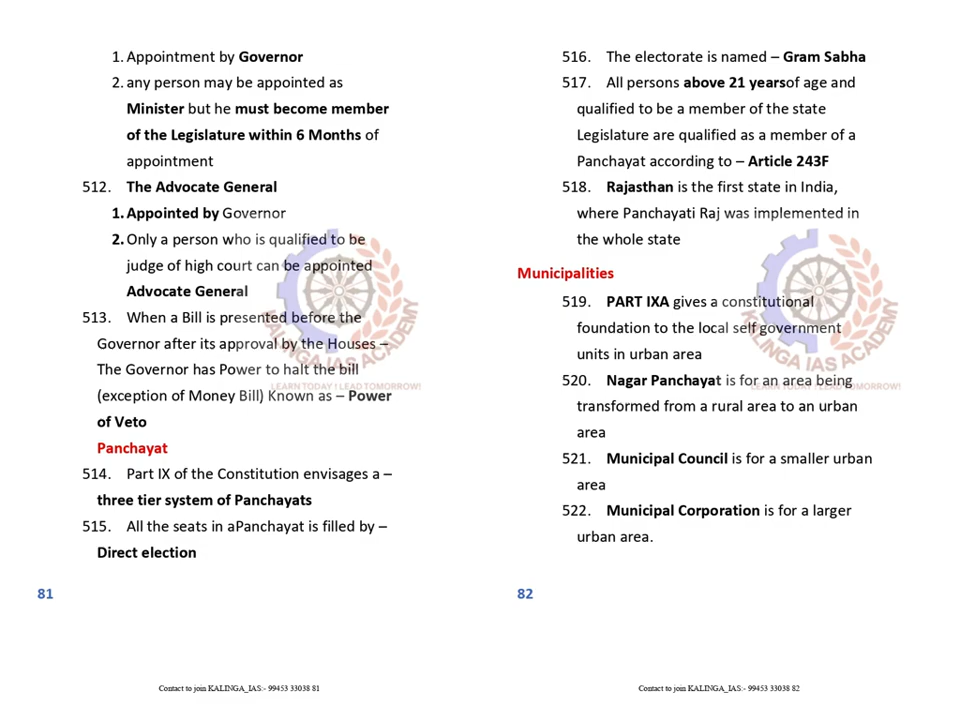 1. Appointment by Governor
2. any person may be appointed as
Minister but he must become member
of the Legislature within 6 Months of
appointment
512. The Advocate General
1. Appointed by Governor
2. Only a person who is qualified to be
judge of high court can be appointed
Advocate General
513. When a Bill is presented before the
Governor after its approval by the Houses –
The Governor has Power to halt the bill
(exception of Money Bill) Known as – Power
of Veto
Panchayat
514. Part IX of the Constitution envisages a –
three tier system of Panchayats
515. All the seats in aPanchayat is filled by –
Direct election
81
KALINGA IAS ACADEMY
LEARN TODAY ! LEAD TOMORROW!
Contact to join KALINGA_IAS:- 99453 33038 81
516. The electorate is named – Gram Sabha
517. All persons above 21 yearsof age and
qualified to be a member of the state
Legislature are qualified as a member of a
Panchayat according to – Article 243F
518. Rajasthan is the first state in India,
where Panchayati Raj was implemented in
the whole state
Municipalities
519. PART IXA gives a constitutional
foundation to the local self government
units in urban area
520. Nagar Panchayat is for an area being
transformed from a rural area to an urban
area
521. Municipal Council is for a smaller urban
area
522. Municipal Corporation is for a larger
urban area.
82
KALINGA IAS ACADEMY
LEARN TODAY ! LEAD TOMORROW!
Contact to join KALINGA_IAS:- 99453 33038 82